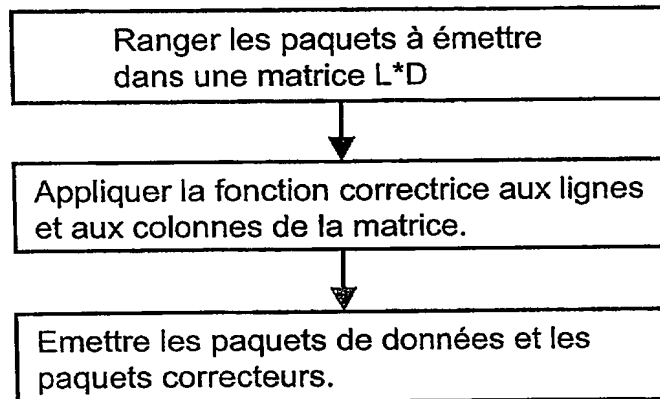 Ranger les paquets à émettre
dans une matrice L*D
Appliquer la fonction correctrice aux lignes
et aux colonnes de la matrice.
Emettre les paquets de données et les
paquets correcteurs.